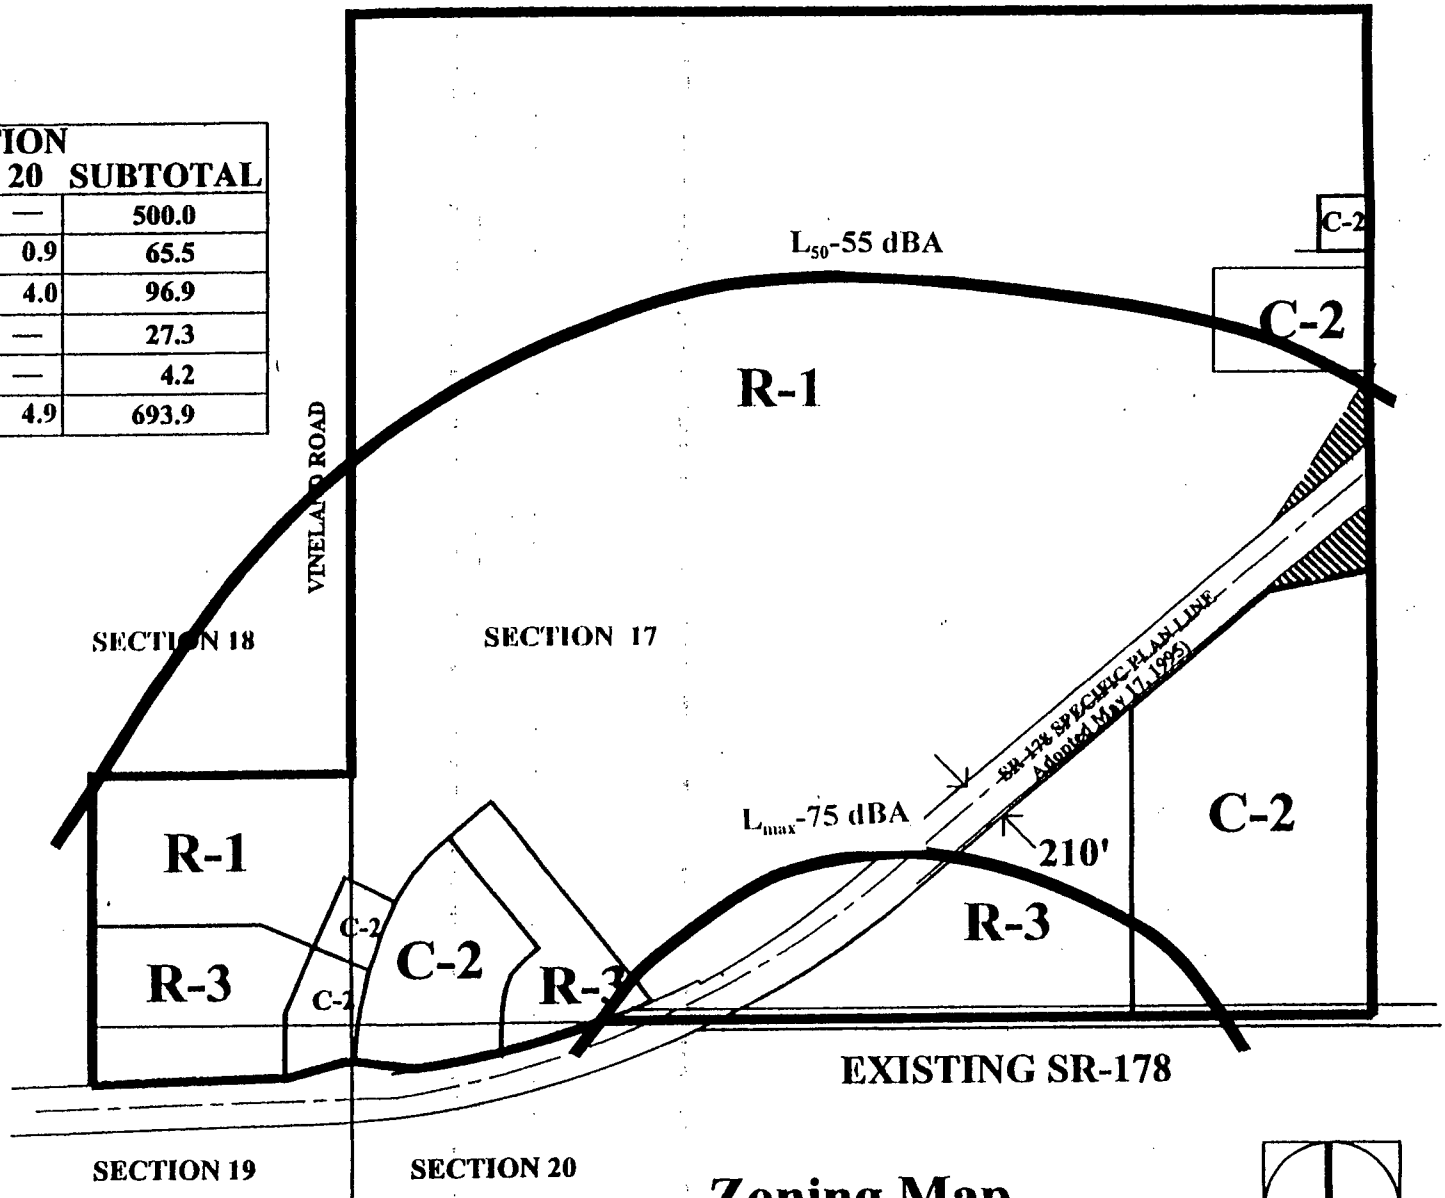 TION
20 SUBTOTAL
— 500.0
0.9 65.5
4.0 96.9
— 27.3
— 4.2
4.9 693.9
C-2
L50-55 dBA
C-2
R-1
VINELAND ROAD
SECTION 18
SECTION 17
SR-178 SPECIFIC PLAN LINE
Adopted May 17, 1995)
Lmax-75 dBA
C-2
210'
R-1
R-3
C-2
C-2
R-3
R-3
C-2
EXISTING SR-178
SECTION 19
SECTION 20
Zoning Map